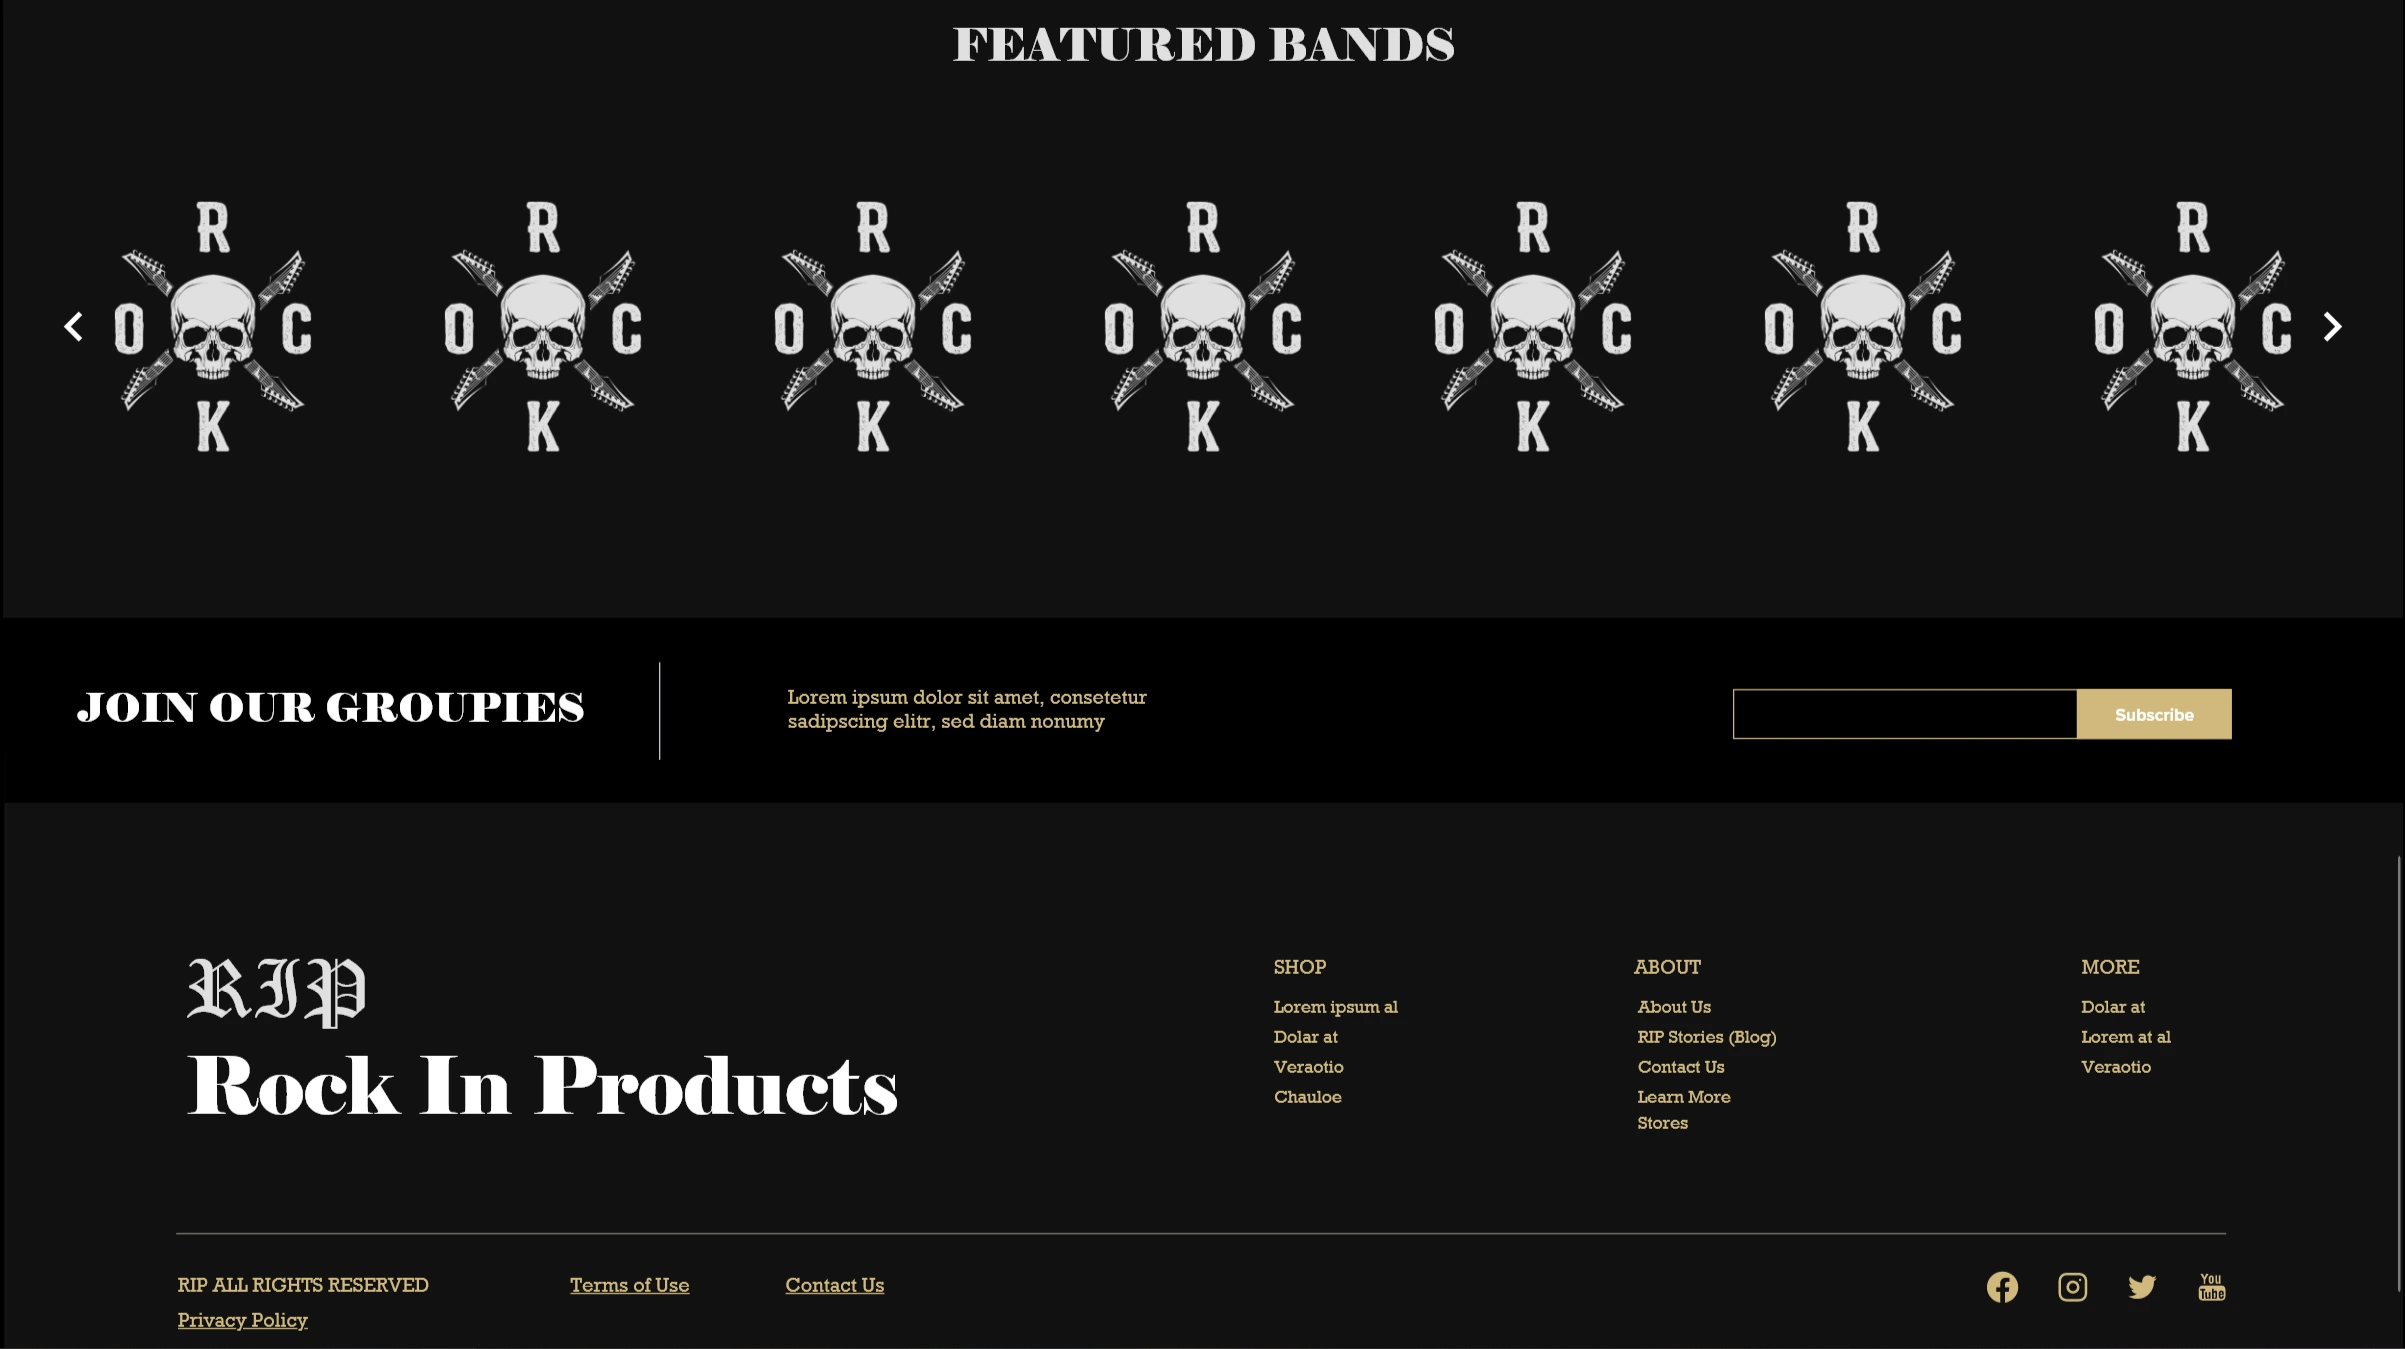 FEATURED BANDS
R R R R R R R
O C O C O C O C O C O C O C
K K K K K K K
JOIN OUR GROUPIES
Lorem ipsum dolor sit amet, consetetur
sadipscing elitr, sed diam nonumy
Subscribe
RIP
Rock In Products
SHOP
Lorem ipsum al
Dolar at
Veraotio
Chauloe
ABOUT
About Us
RIP Stories (Blog)
Contact Us
Learn More
Stores
MORE
Dolar at
Lorem at al
Veraotio
RIP ALL RIGHTS RESERVED
Terms of Use
Contact Us
You
Tube
Privacy Policy